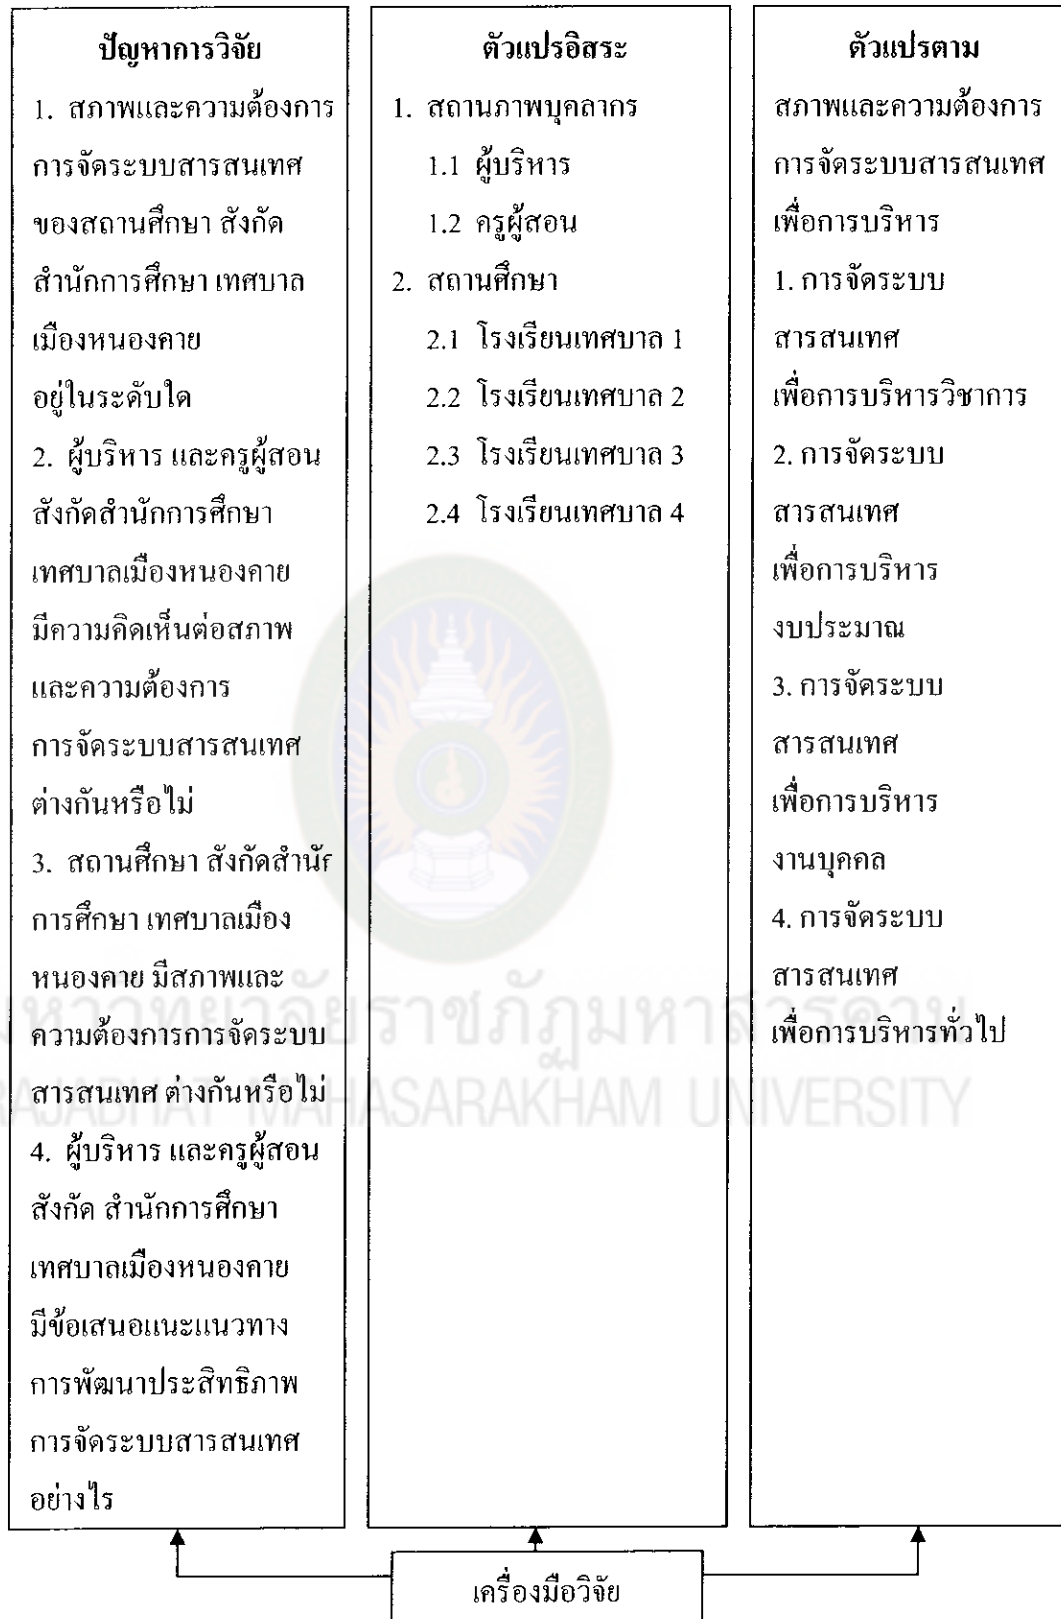 ปัญหาการวิจัย
1. สภาพและความต้องการ
การจัดระบบสารสนเทศ
ของสถานศึกษา สังกัด
สำนักการศึกษา เทศบาล
เมืองหนองคาย
อยู่ในระดับใด
2. ผู้บริหาร และครูผู้สอน
สังกัดสำนักการศึกษา
เทศบาลเมืองหนองคาย
มีความคิดเห็นต่อสภาพ
และความต้องการ
การจัดระบบสารสนเทศ
ต่างกันหรือไม่
3. สถานศึกษา สังกัดสำนัก
การศึกษา เทศบาลเมือง
หนองคาย มีสภาพและ
ความต้องการการจัดระบบ
สารสนเทศ ต่างกันหรือไม่
4. ผู้บริหาร และครูผู้สอน
สังกัด สำนักการศึกษา
เทศบาลเมืองหนองคาย
มีข้อเสนอแนะแนวทาง
การพัฒนาประสิทธิภาพ
การจัดระบบสารสนเทศ
อย่างไร
ตัวแปรอิสระ
1. สถานภาพบุคลากร
1.1 ผู้บริหาร
1.2 ครูผู้สอน
2. สถานศึกษา
2.1 โรงเรียนเทศบาล 1
2.2 โรงเรียนเทศบาล 2
2.3 โรงเรียนเทศบาล 3
2.4 โรงเรียนเทศบาล 4
ตัวแปรตาม
สภาพและความต้องการ
การจัดระบบสารสนเทศ
เพื่อการบริหาร
1. การจัดระบบ
สารสนเทศ
เพื่อการบริหารวิชาการ
2. การจัดระบบ
สารสนเทศ
เพื่อการบริหาร
งบประมาณ
3. การจัดระบบ
สารสนเทศ
เพื่อการบริหาร
งานบุคคล
4. การจัดระบบ
สารสนเทศ
เพื่อการบริหารทั่วไป
เครื่องมือวิจัย
มหาวิทยาลัยราชภัฏมหาสารคาม
RAJABHAT MAHASARAKHAM UNIVERSITY